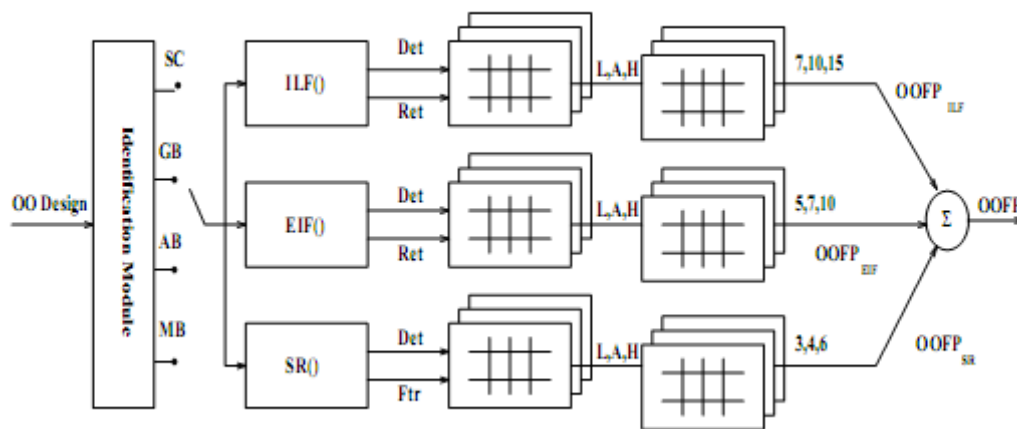 OO Design
Identification Module
SC
GB
AB
MB
ILF()
Det
Ret
L,A,H
7,10,15
OOFP ILF
EIF()
Det
Ret
L,A,H
5,7,10
OOFP EIF
SR()
Det
Ftr
L,A,H
3,4,6
OOFP SR
Σ